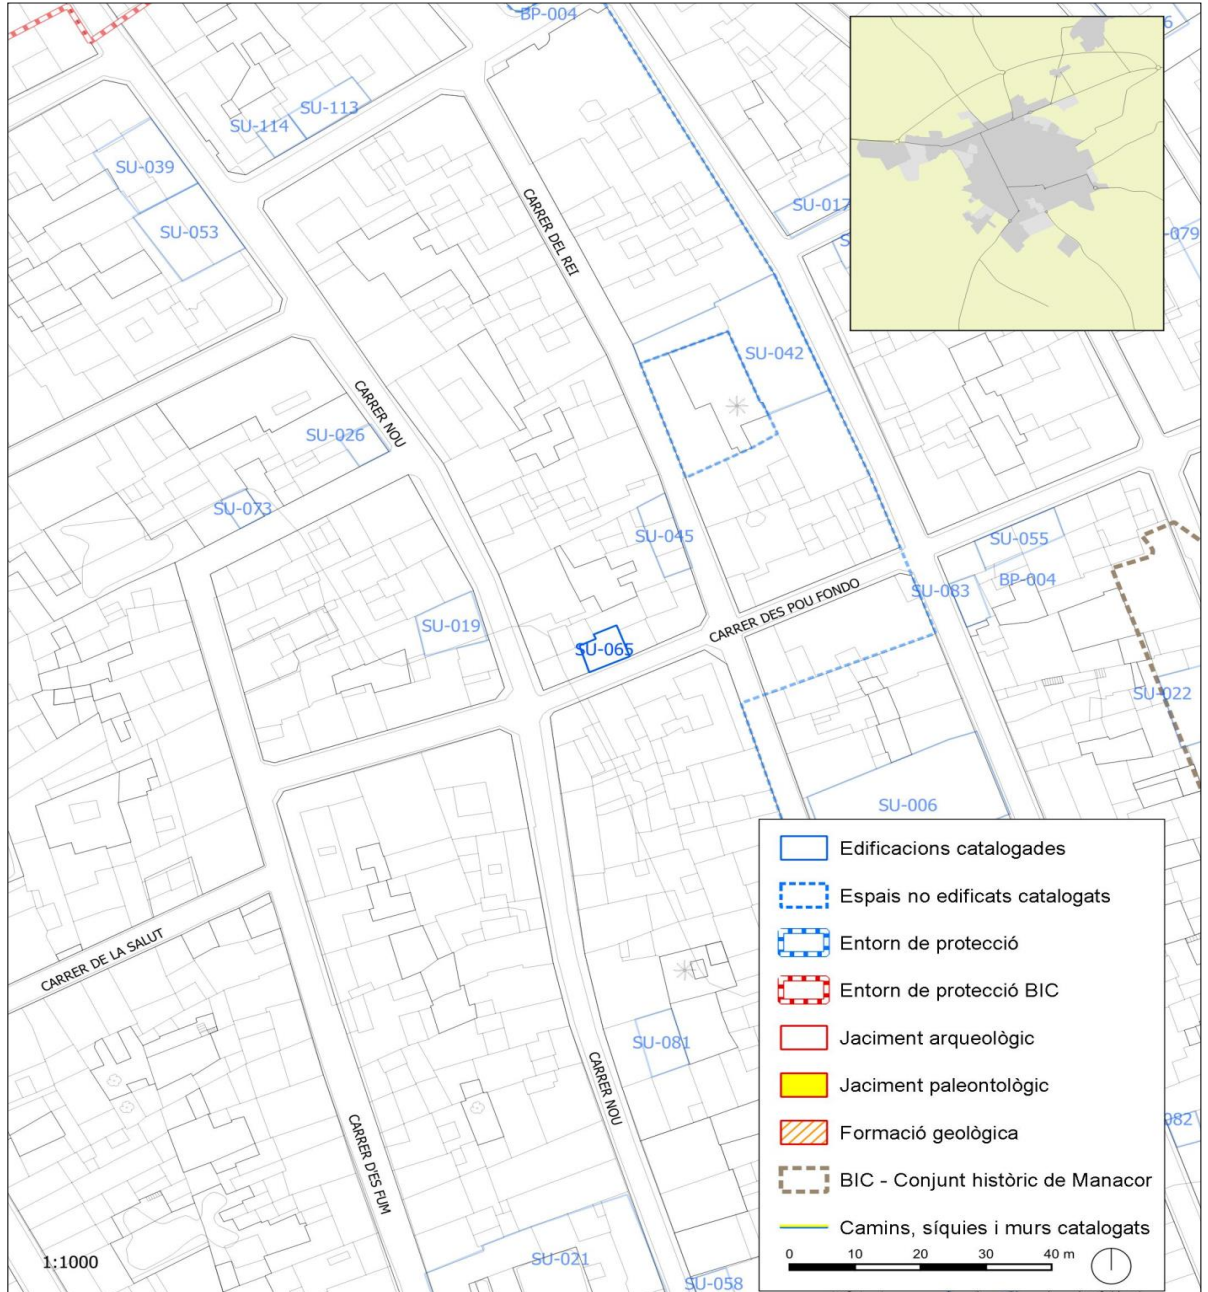 BP-004
SU-113
SU-114
SU-039
SU-053
SU-017
-079
CARRER DEL REI
SU-042
CARRER NOU
SU-026
SU-073
SU-045
SU-055
BP-004
SU-083
CARRER DES POU FONDO
SU-019
SU-065
SU-022
SU-006
CARRER DE LA SALUT
SU-081
CARRER NOU
CARRER D'ES FUM
SU-021
SU-058
082
1:1000
Edificacions catalogades
Espais no edificats catalogats
Entorn de protecció
Entorn de protecció BIC
Jaciment arqueològic
Jaciment paleontològic
Formació geològica
BIC - Conjunt històric de Manacor
Camins, síquies i murs catalogats
0 10 20 30 40 m